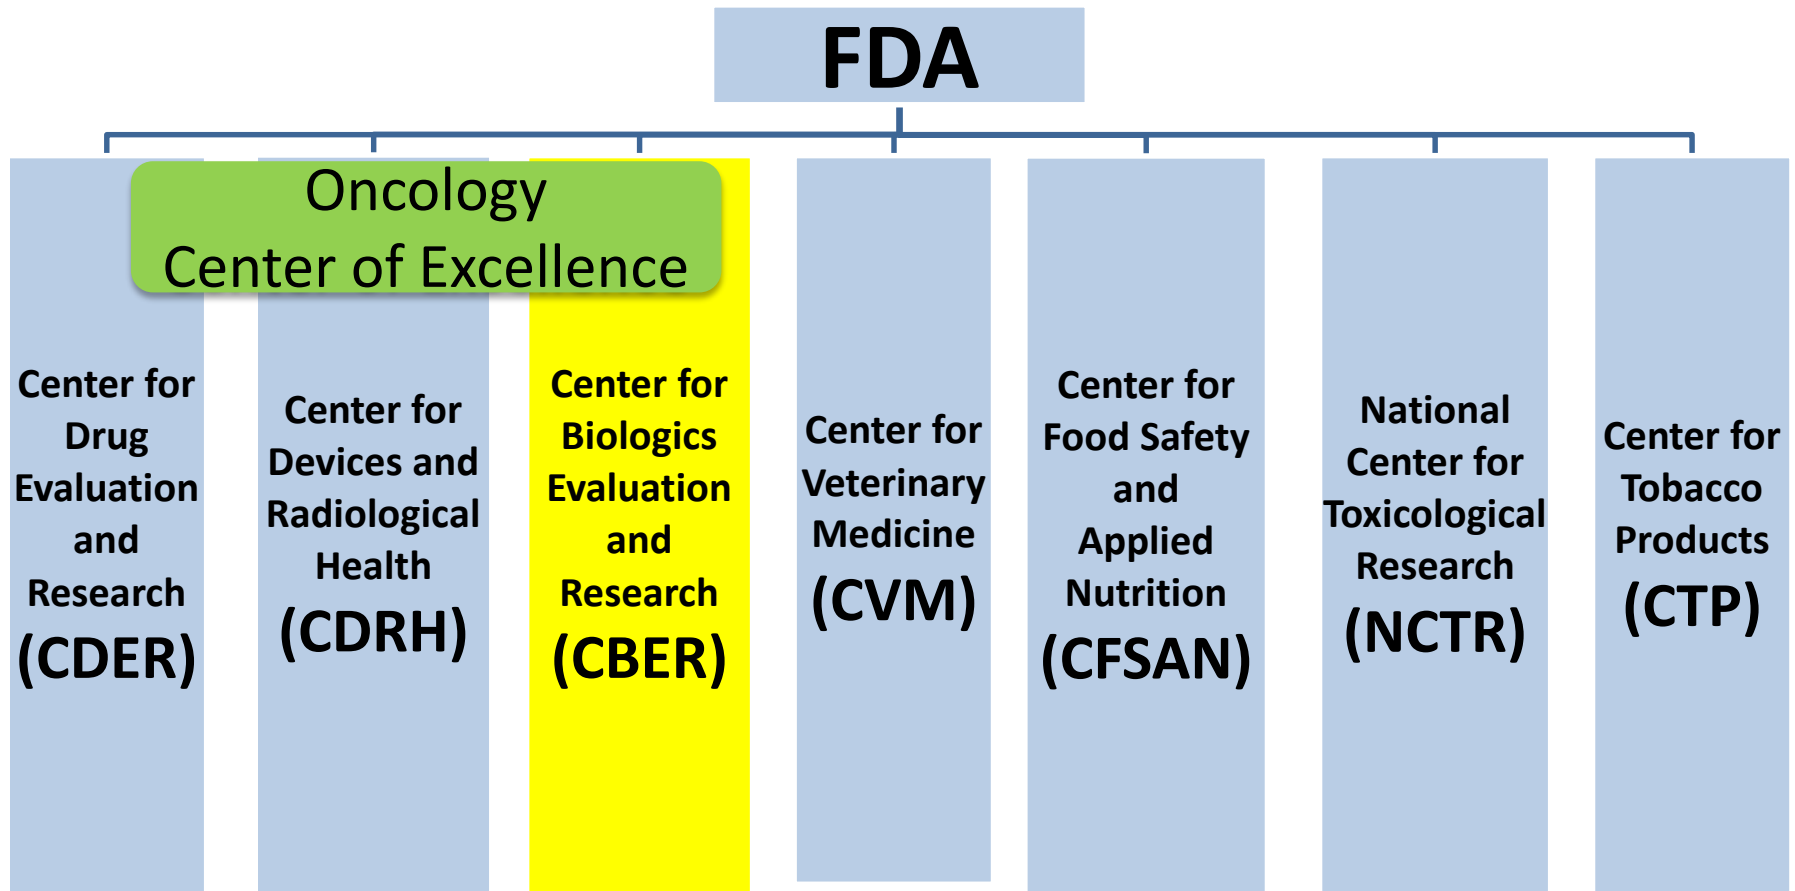 FDA
Oncology
Center of Excellence
Center for
Drug
Evaluation
and
Research
(CDER)
Center for
Devices and
Radiological
Health
(CDRH)
Center for
Biologics
Evaluation
and
Research
(CBER)
Center for
Veterinary
Medicine
(CVM)
Center for
Food Safety
and
Applied
Nutrition
(CFSAN)
National
Center for
Toxicological
Research
(NCTR)
Center for
Tobacco
Products
(CTP)